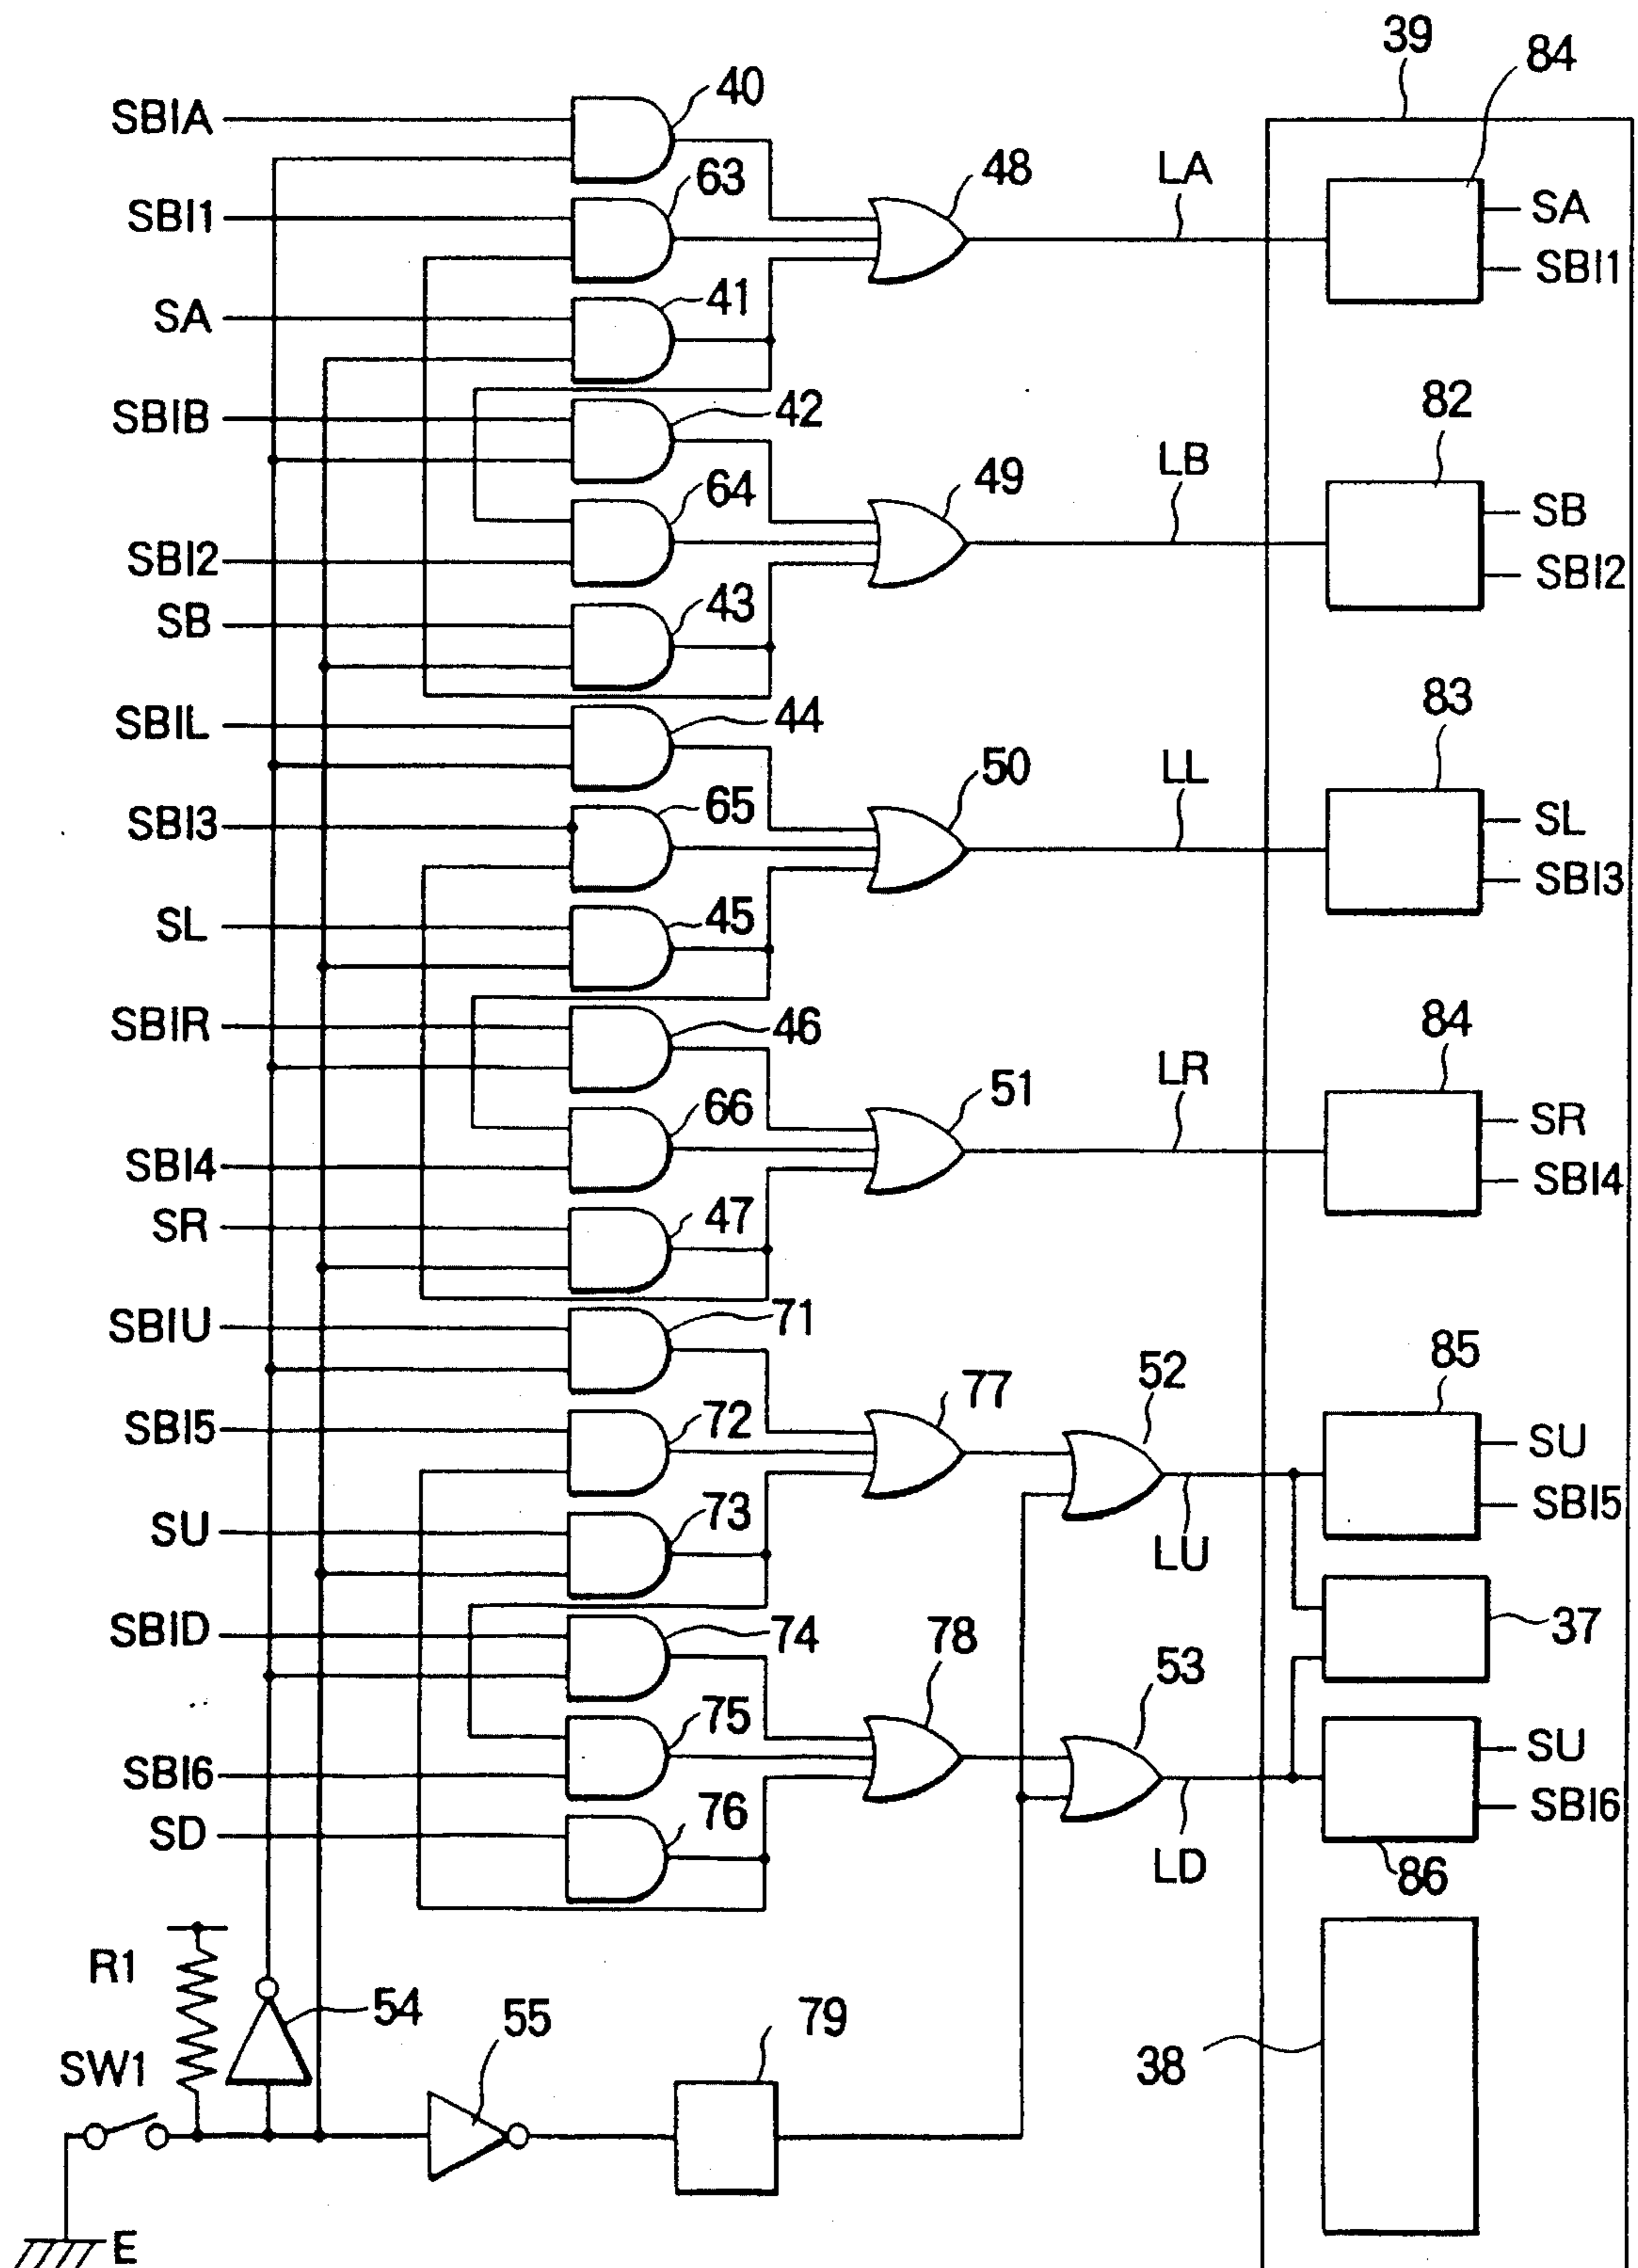 39
84
40
SBIA
63
48
LA
SA
SBI1
SBI1
41
SA
SBIB
42
82
64
49
LB
SB
SBI2
SBI2
43
SB
SBIL
44
83
50
LL
65
SBI3
SL
SBI3
45
SL
SBIR
46
84
51
LR
66
SR
SBI4
SBI4
47
SR
SBIU
71
85
52
77
72
SBI5
SU
SBI5
73
SU
LU
37
SBID
74
78
53
75
SU
SBI6
SBI6
76
SD
LD
86
R1
54
55
79
38
SW1
E